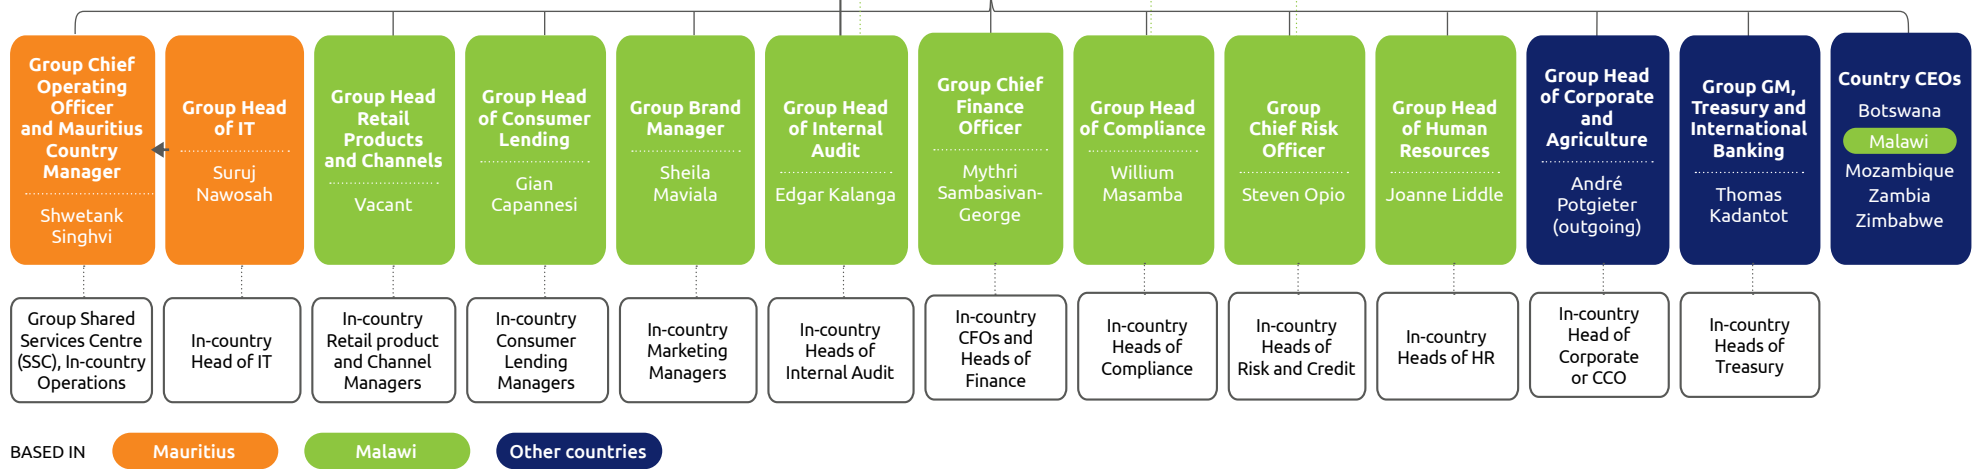 Group Chief
Operating
Officer
and Mauritius
Country
Manager
Shwetank
Singhvi
Group Head
of IT
Suruj
Nawosah
Group Head
Retail
Products
and Channels
Vacant
Group Head
of Consumer
Lending
Gian
Capannesi
Group Brand
Manager
Sheila
Maviala
Group Head
of Internal
Audit
Edgar Kalanga
Group Chief
Finance
Officer
Mythri
Sambasivan-
George
Group Head
of Compliance
Willium
Masamba
Group
Chief Risk
Officer
Steven Opio
Group Head
of Human
Resources
Joanne Liddle
Group Head
of Corporate
and
Agriculture
André
Potgieter
(outgoing)
Group GM,
Treasury and
International
Banking
Thomas
Kadantot
Country CEOs
Botswana
Malawi
Mozambique
Zambia
Zimbabwe
Group Shared
Services Centre
(SSC), In-country
Operations
In-country
Head of IT
In-country
Retail product
and Channel
Managers
In-country
Consumer
Lending
Managers
In-country
Marketing
Managers
In-country
Heads of
Internal Audit
In-country
CFOs and
Heads of
Finance
In-country
Heads of
Compliance
In-country
Heads of
Risk and Credit
In-country
Heads of HR
In-country
Head of
Corporate
or CCO
In-country
Heads of
Treasury
BASED IN
Mauritius
Malawi
Other countries